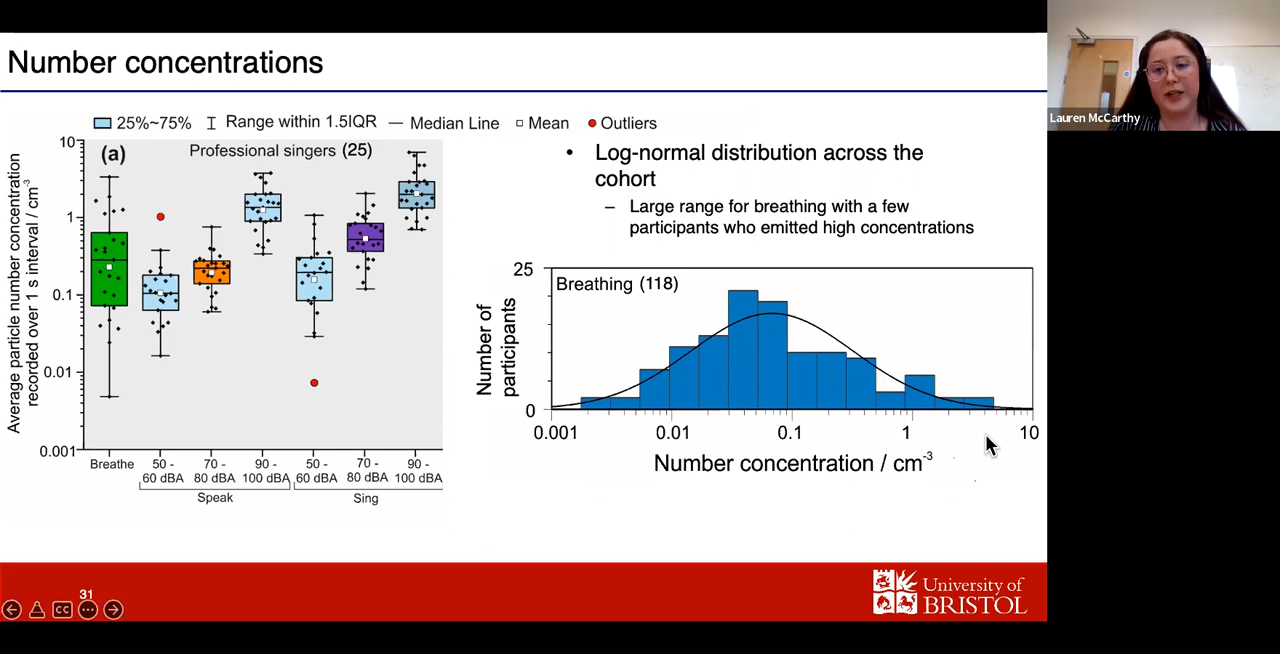 Number concentrations
25%~75%
Range within 1.5IQR
Median Line
Mean
Outliers
(a)
Professional singers (25)
Average particle number concentration
recorded over 1 s interval / cm⁻³
10
1
0.1
0.01
0.001
Breathe
50 -
60 dBA
70 -
80 dBA
90 -
100 dBA
50 -
60 dBA
70 -
80 dBA
90 -
100 dBA
Speak
Sing
• Log-normal distribution across the
cohort
– Large range for breathing with a few
participants who emitted high concentrations
Breathing (118)
Number of
participants
25
0
0.001
0.01
0.1
1
10
Number concentration / cm⁻³
31
CC
University of
BRISTOL
Lauren McCarthy